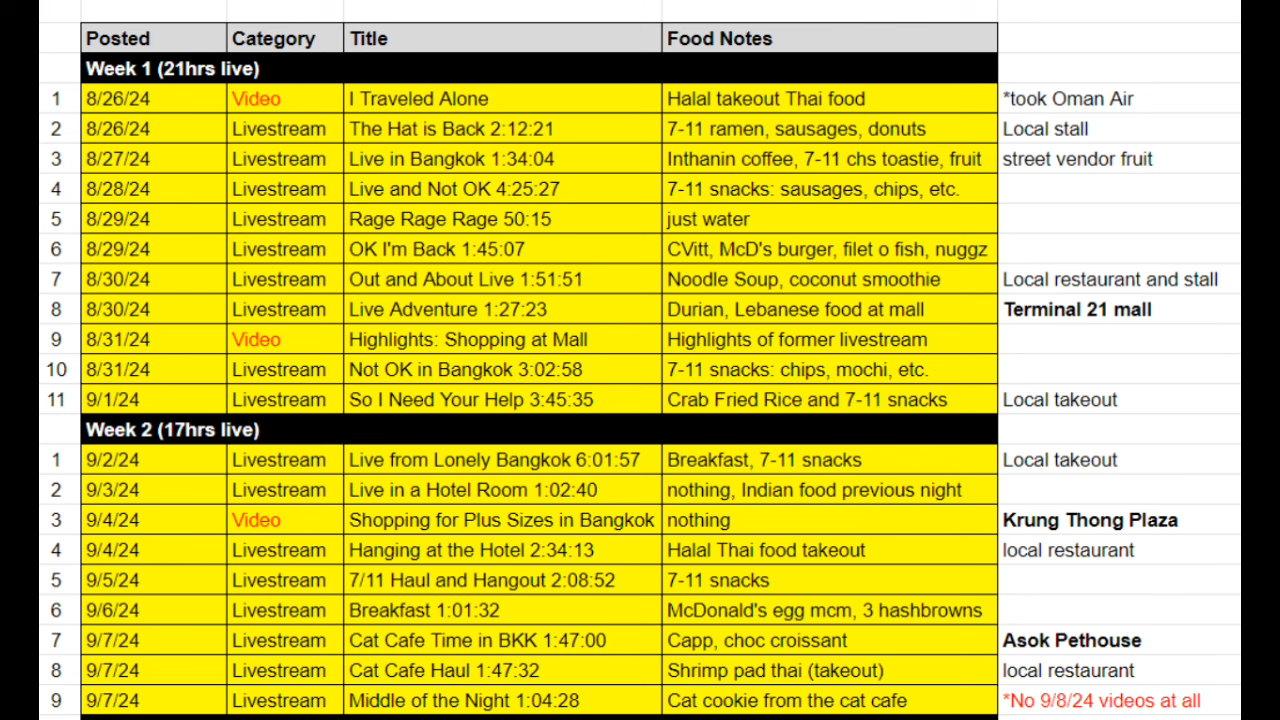 Posted Category Title Food Notes
Week 1 (21hrs live)
1 8/26/24 Video I Traveled Alone Halal takeout Thai food *took Oman Air
2 8/26/24 Livestream The Hat is Back 2:12:21 7-11 ramen, sausages, donuts Local stall
3 8/27/24 Livestream Live in Bangkok 1:34:04 Inthanin coffee, 7-11 chs toastie, fruit street vendor fruit
4 8/28/24 Livestream Live and Not OK 4:25:27 7-11 snacks: sausages, chips, etc.
5 8/29/24 Livestream Rage Rage Rage 50:15 just water
6 8/29/24 Livestream OK I'm Back 1:45:07 CVitt, McD's burger, filet o fish, nuggz
7 8/30/24 Livestream Out and About Live 1:51:51 Noodle Soup, coconut smoothie Local restaurant and stall
8 8/30/24 Livestream Live Adventure 1:27:23 Durian, Lebanese food at mall Terminal 21 mall
9 8/31/24 Video Highlights: Shopping at Mall Highlights of former livestream
10 8/31/24 Livestream Not OK in Bangkok 3:02:58 7-11 snacks: chips, mochi, etc.
11 9/1/24 Livestream So I Need Your Help 3:45:35 Crab Fried Rice and 7-11 snacks Local takeout
Week 2 (17hrs live)
1 9/2/24 Livestream Live from Lonely Bangkok 6:01:57 Breakfast, 7-11 snacks Local takeout
2 9/3/24 Livestream Live in a Hotel Room 1:02:40 nothing, Indian food previous night
3 9/4/24 Video Shopping for Plus Sizes in Bangkok nothing Krung Thong Plaza
4 9/4/24 Livestream Hanging at the Hotel 2:34:13 Halal Thai food takeout local restaurant
5 9/5/24 Livestream 7/11 Haul and Hangout 2:08:52 7-11 snacks
6 9/6/24 Livestream Breakfast 1:01:32 McDonald's egg mcm, 3 hashbrowns
7 9/7/24 Livestream Cat Cafe Time in BKK 1:47:00 Capp, choc croissant Asok Pethouse
8 9/7/24 Livestream Cat Cafe Haul 1:47:32 Shrimp pad thai (takeout) local restaurant
9 9/7/24 Livestream Middle of the Night 1:04:28 Cat cookie from the cat cafe *No 9/8/24 videos at all